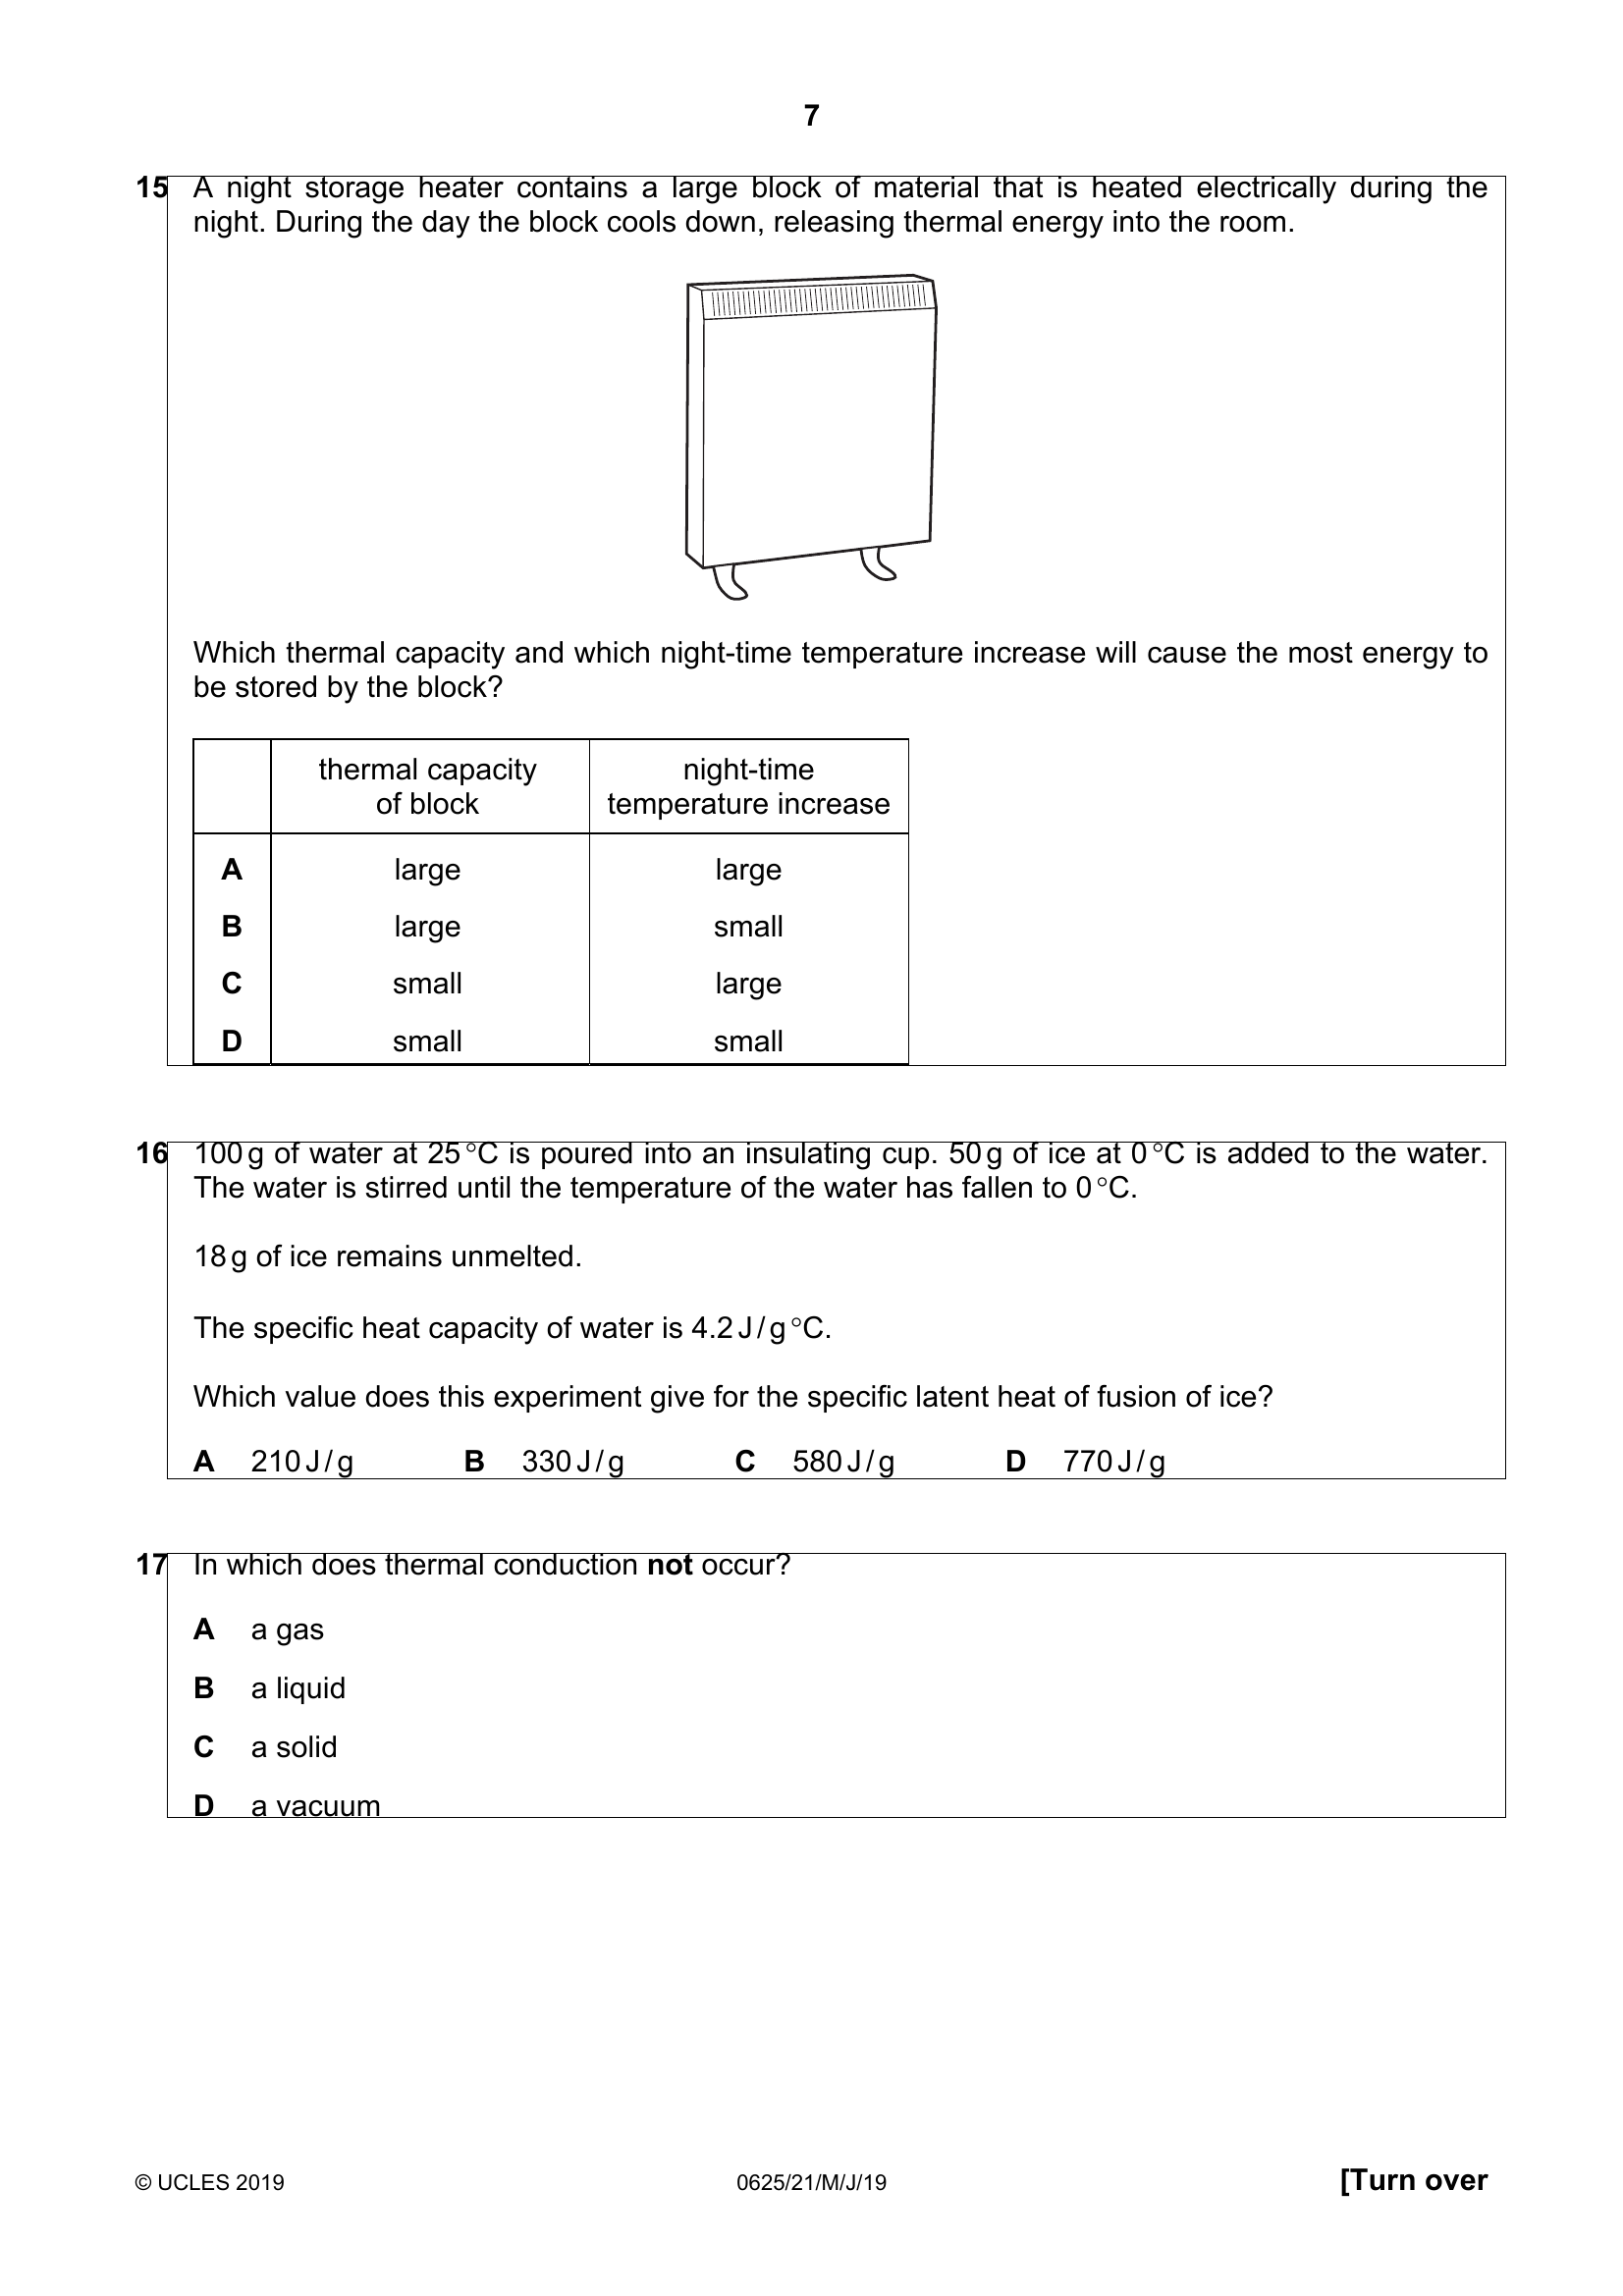 7
15 A night storage heater contains a large block of material that is heated electrically during the
night. During the day the block cools down, releasing thermal energy into the room.
Which thermal capacity and which night-time temperature increase will cause the most energy to
be stored by the block?
thermal capacity
of block
night-time
temperature increase
A large large
B large small
C small large
D small small
16 100 g of water at 25 °C is poured into an insulating cup. 50 g of ice at 0 °C is added to the water.
The water is stirred until the temperature of the water has fallen to 0 °C.
18 g of ice remains unmelted.
The specific heat capacity of water is 4.2 J / g °C.
Which value does this experiment give for the specific latent heat of fusion of ice?
A 210 J / g B 330 J / g C 580 J / g D 770 J / g
17 In which does thermal conduction not occur?
A a gas
B a liquid
C a solid
D a vacuum
© UCLES 2019 0625/21/M/J/19 [Turn over